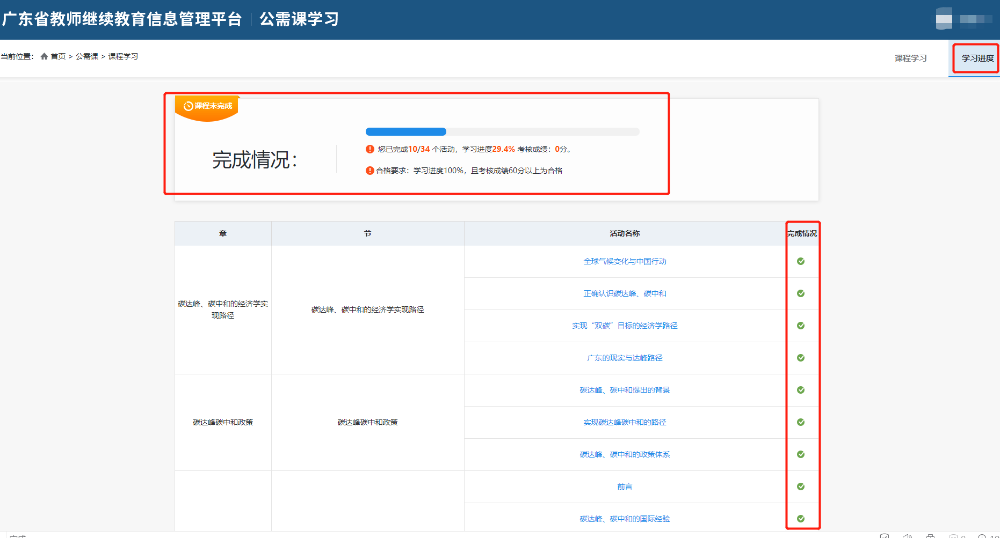 广东省教师继续教育信息管理平台 公需课学习
当前位置： 首页 > 公需课 > 课程学习
课程学习 学习进度
课程未完成
完成情况：
您已完成10/34 个活动，学习进度29.4% 考核成绩：0分。
合格要求：学习进度100%，且考核成绩60分以上为合格
章 节 活动名称 完成情况
碳达峰、碳中和的经济学实
现路径
碳达峰、碳中和的经济学实现路径
全球气候变化与中国行动
正确认识碳达峰、碳中和
实现“双碳”目标的经济学路径
广东的现实与达峰路径
碳达峰碳中和政策
碳达峰碳中和政策
碳达峰、碳中和提出的背景
实现碳达峰碳中和的路径
碳达峰、碳中和的政策体系
前言
碳达峰、碳中和的国际经验